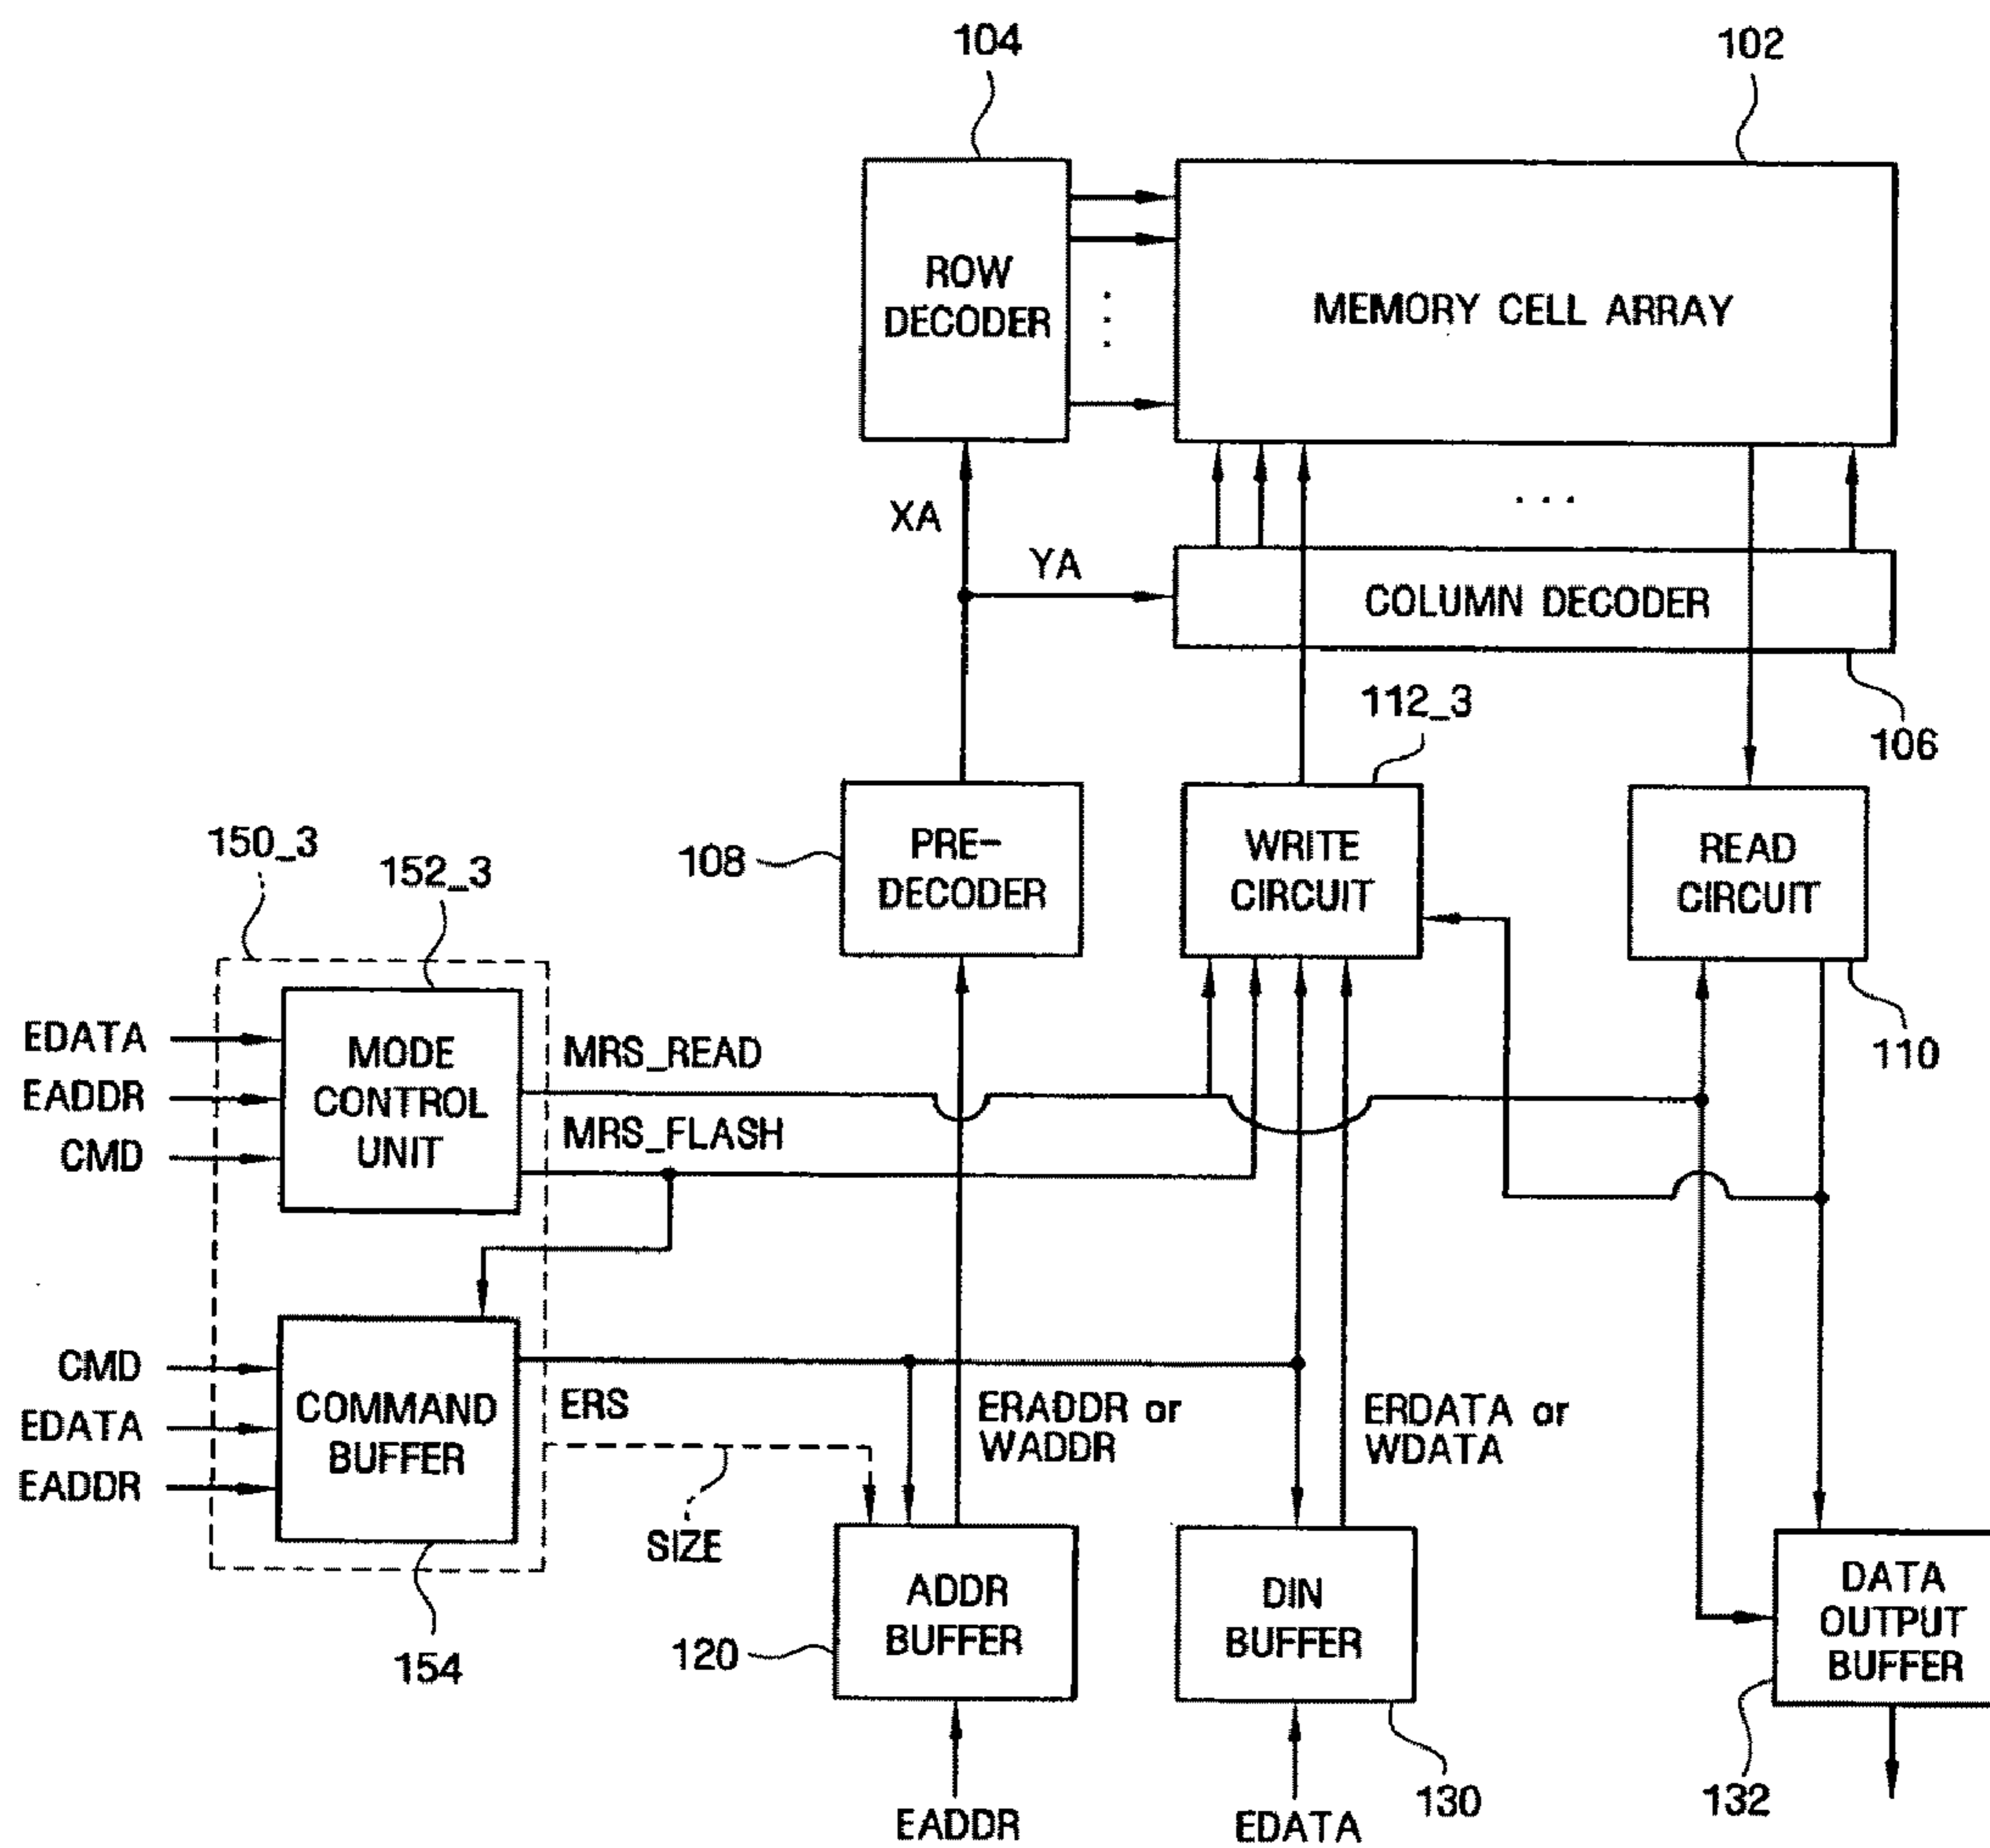 104
102
ROW
DECODER
MEMORY CELL ARRAY
XA
YA
COLUMN DECODER
106
112_3
150_3
152_3
108
PRE-
DECODER
WRITE
CIRCUIT
READ
CIRCUIT
110
EDATA
EADDR
CMD
MODE
CONTROL
UNIT
MRS_READ
MRS_FLASH
CMD
EDATA
EADDR
COMMAND
BUFFER
ERS
ERADDR or
WADDR
ERDATA or
WDATA
SIZE
154
120
ADDR
BUFFER
DIN
BUFFER
DATA
OUTPUT
BUFFER
EADDR
EDATA
130
132